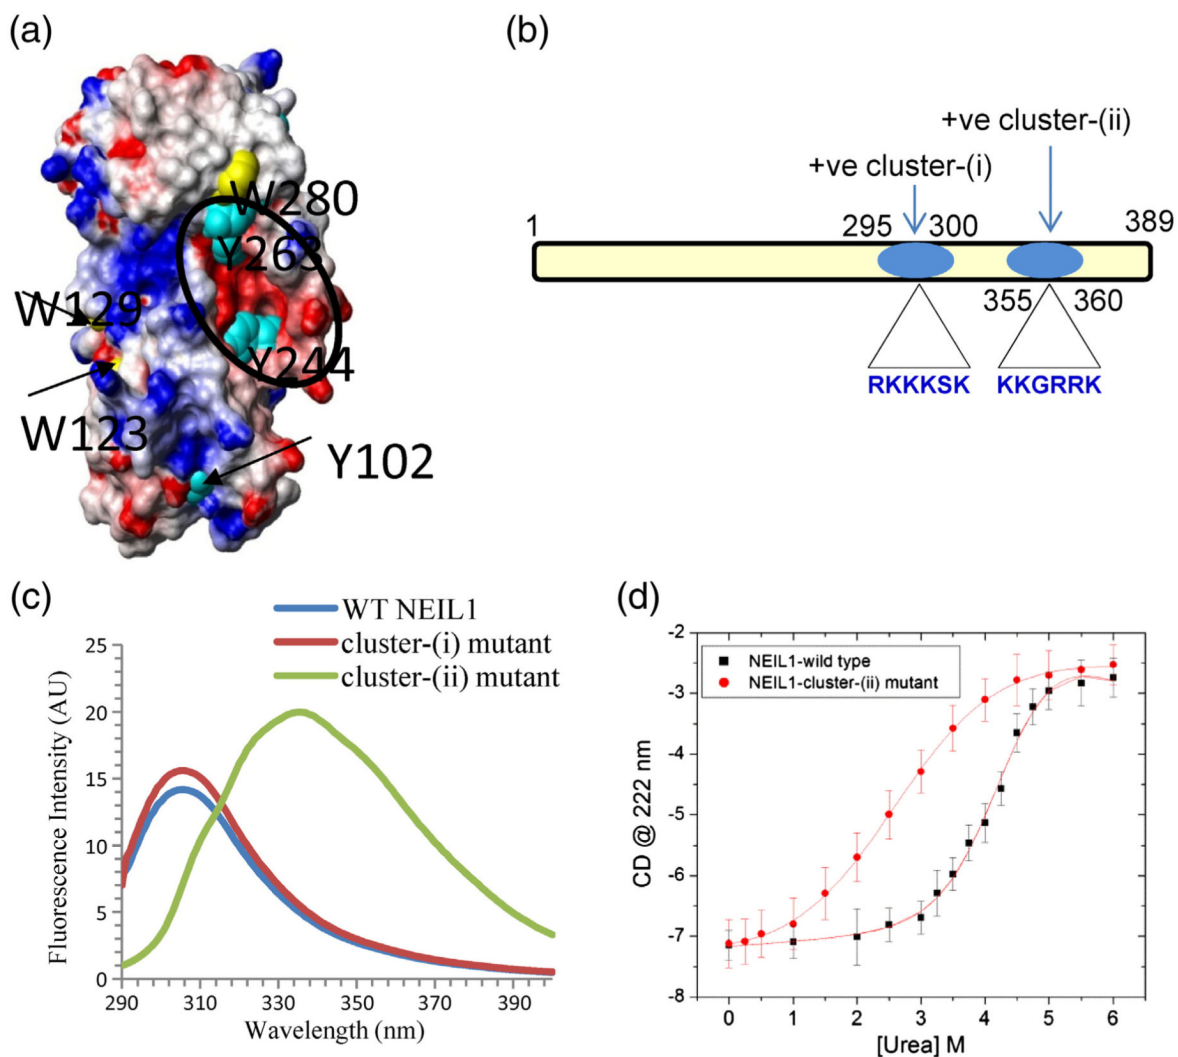 (a)
W280
Y263
W129
Y244
W123
Y102
(b)
+ve cluster-(ii)
+ve cluster-(i)
1
295
300
389
355
360
RKKKSK
KKGRRK
(c)
WT NEIL1
cluster-(i) mutant
cluster-(ii) mutant
25
20
15
10
5
0
Fluorescence Intensity (AU)
290
310
330
350
370
390
Wavelength (nm)
(d)
NEIL1-wild type
NEIL1-cluster-(ii) mutant
-2
-3
-4
-5
-6
-7
-8
CD @ 222 nm
0
1
2
3
4
5
6
[Urea] M